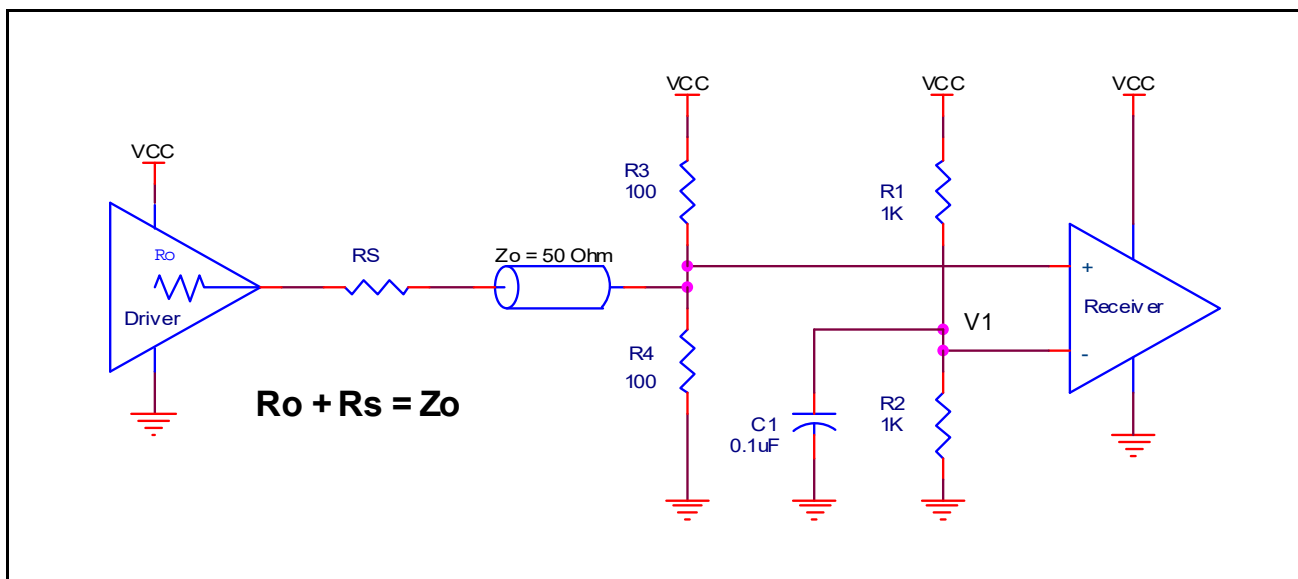 VCC
VCC
VCC
VCC
R3
100
R1
1K
Ro
RS
Zo = 50 Ohm
+
Driver
Receiver
V1
-
R4
100
Ro + Rs = Zo
R2
1K
C1
0.1uF